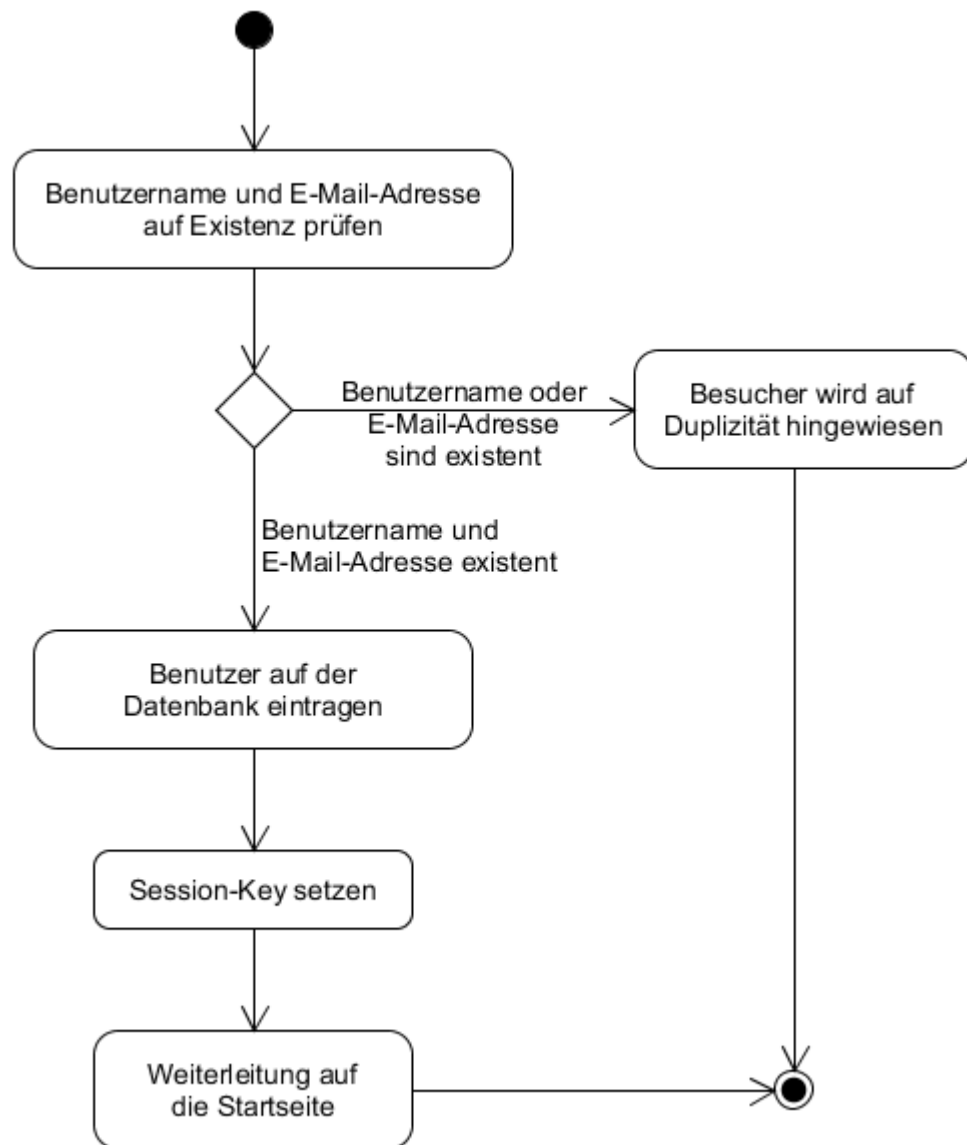 Benutzername und E-Mail-Adresse
auf Existenz prüfen
Benutzername oder
E-Mail-Adresse
sind existent
Besucher wird auf
Duplizität hingewiesen
Benutzername und
E-Mail-Adresse existent
Benutzer auf der
Datenbank eintragen
Session-Key setzen
Weiterleitung auf
die Startseite